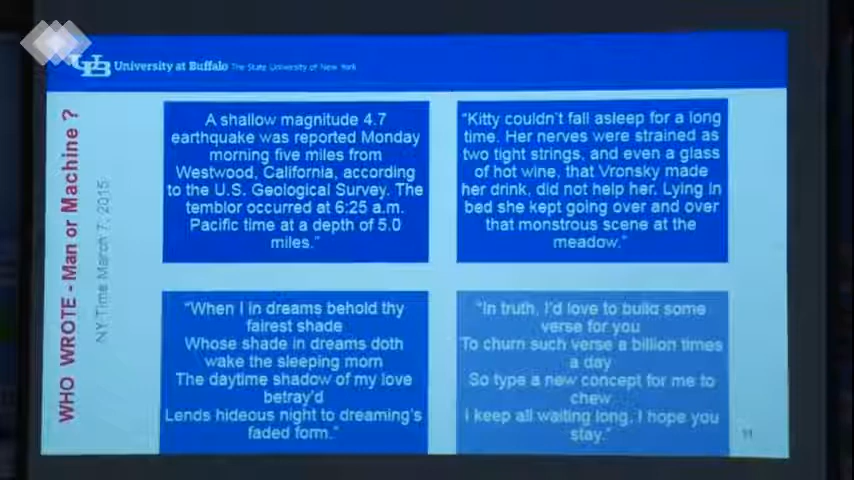 UB University at Buffalo The State University of New York
WHO WROTE - Man or Machine ?
NY Time March 7, 2015
A shallow magnitude 4.7
earthquake was reported Monday
morning five miles from
Westwood, California, according
to the U.S. Geological Survey. The
temblor occurred at 6:25 a.m.
Pacific time at a depth of 5.0
miles."
"Kitty couldn't fall asleep for a long
time. Her nerves were strained as
two tight strings, and even a glass
of hot wine, that Vronsky made
her drink, did not help her. Lying in
bed she kept going over and over
that monstrous scene at the
meadow."
"When I in dreams behold thy
fairest shade
Whose shade in dreams doth
wake the sleeping morn
The daytime shadow of my love
betray'd
Lends hideous night to dreaming's
faded form."
"In truth, I'd love to build some
verse for you
To churn such verse a billion times
a day
So type a new concept for me to
chew
I keep all waiting long, I hope you
stay."
11